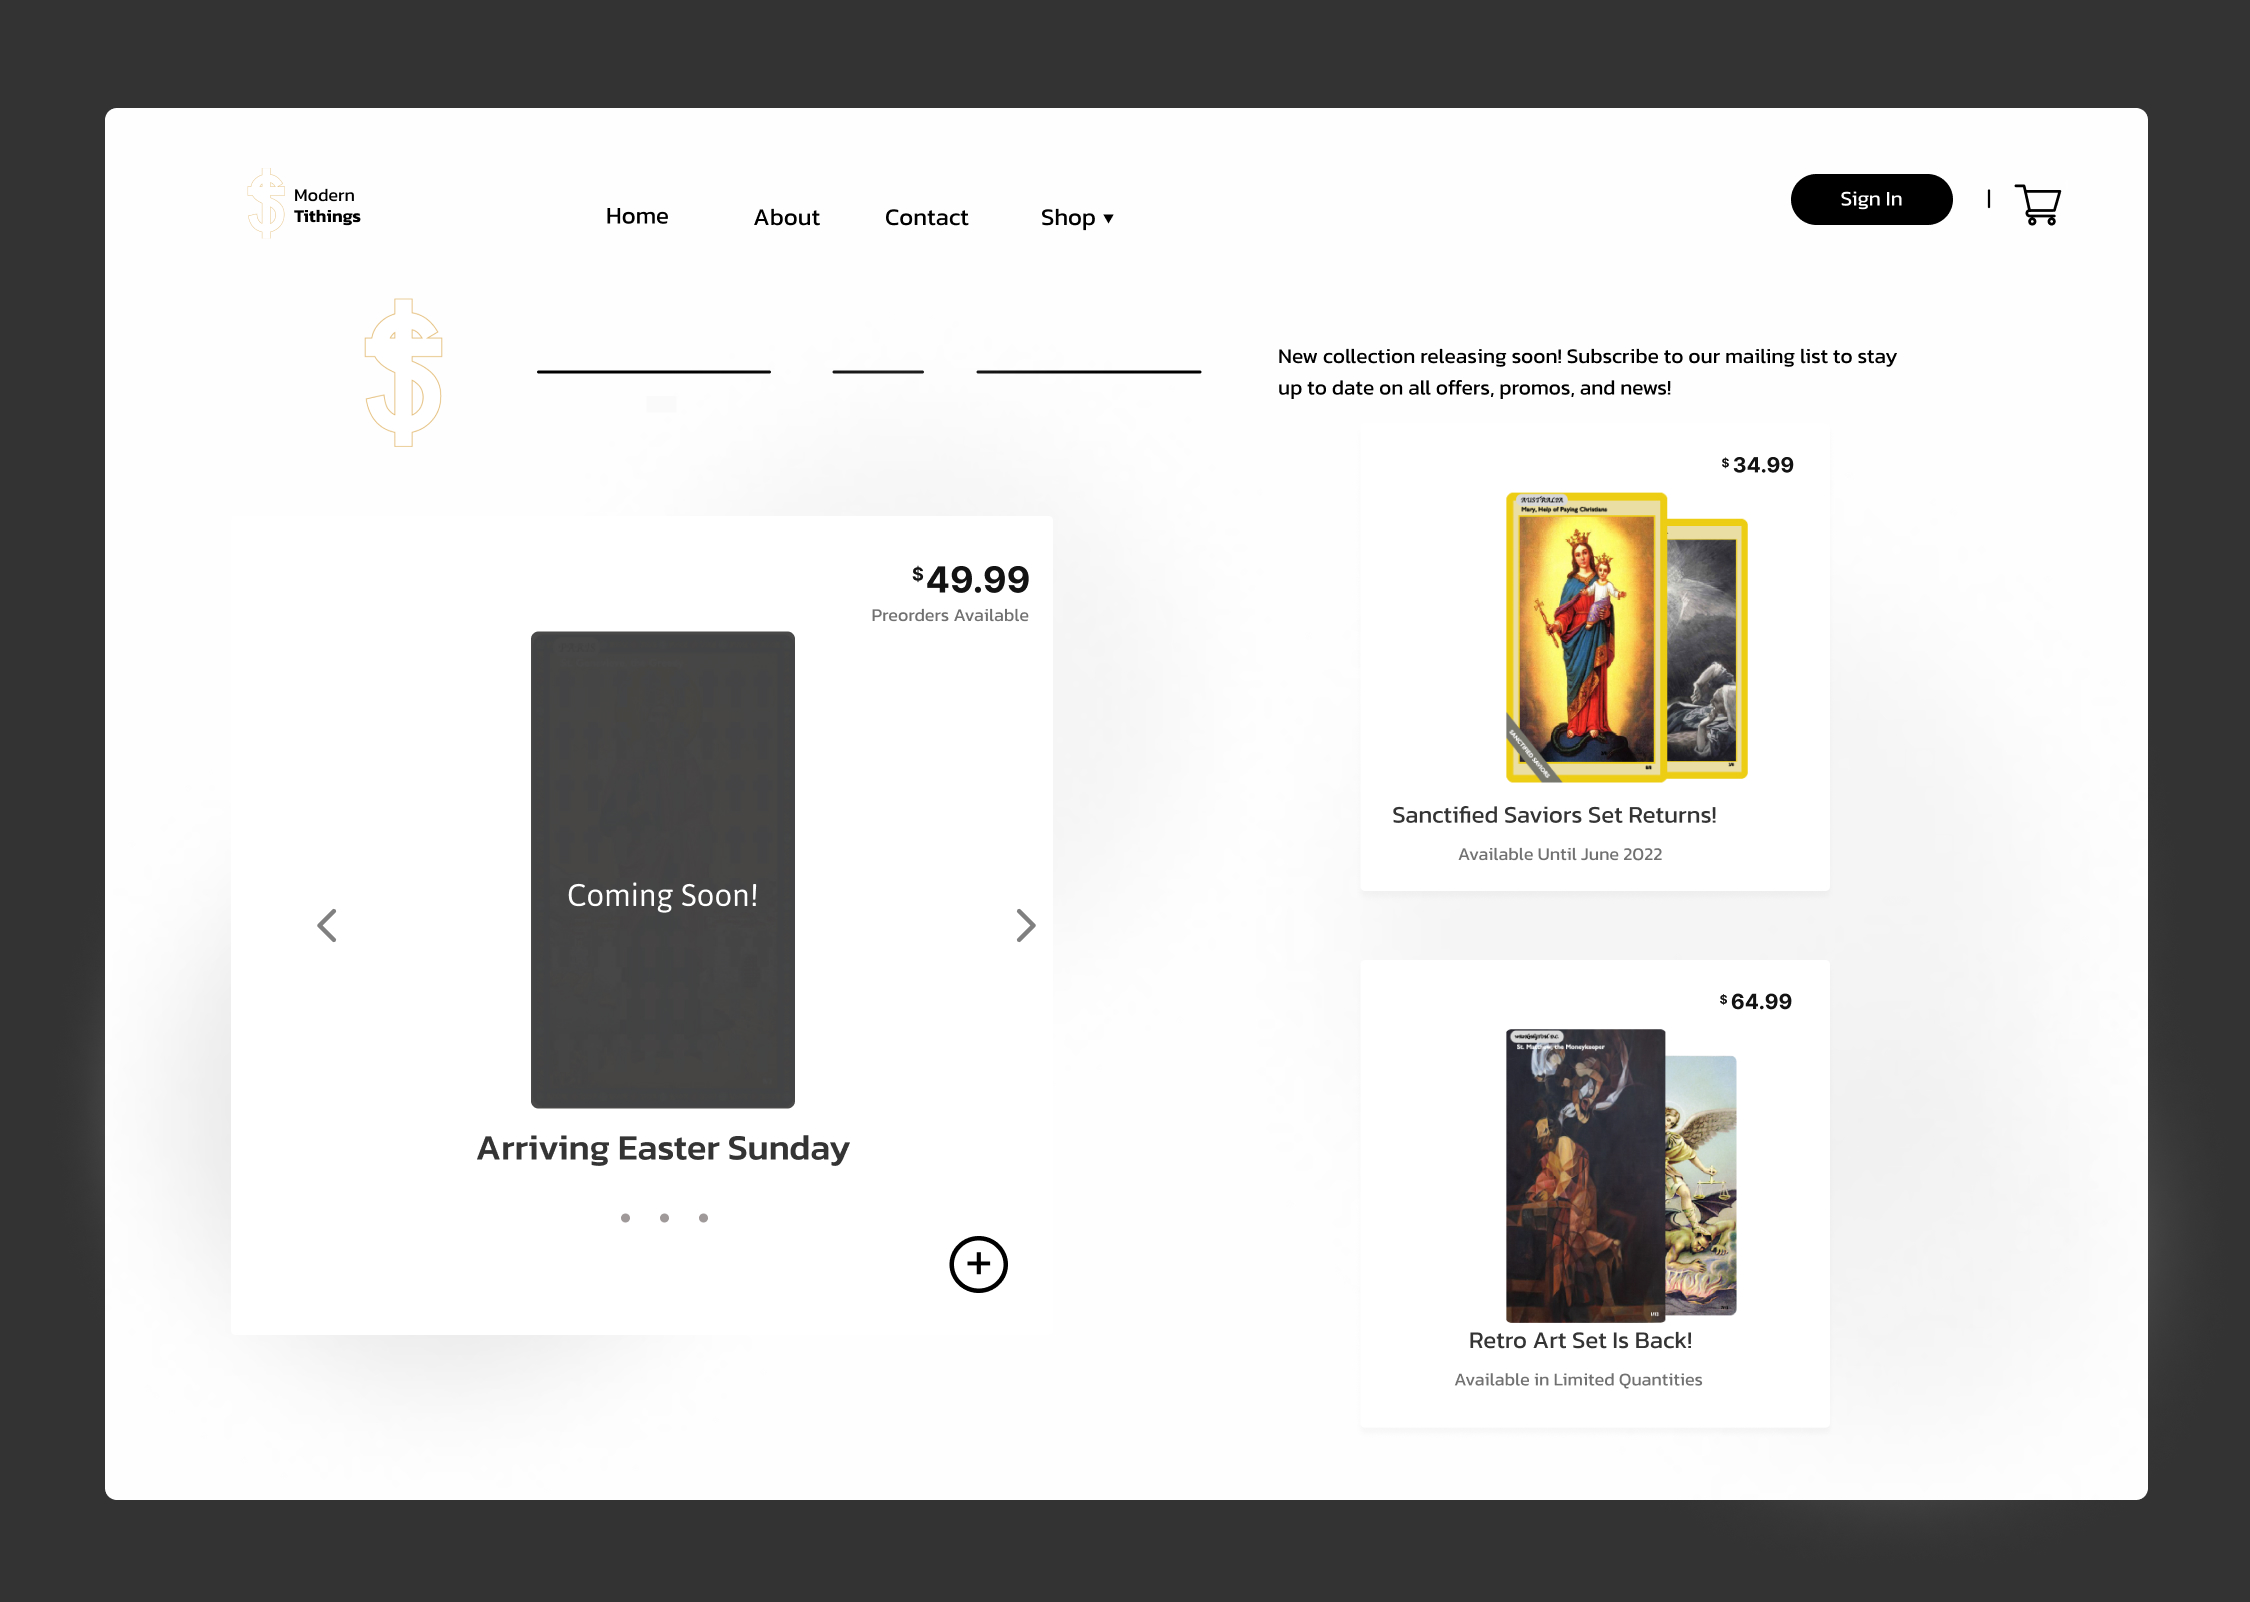 Modern
Tithings
Home
About
Contact
Shop ▼
Sign In
|
New collection releasing soon! Subscribe to our mailing list to stay
up to date on all offers, promos, and news!
$49.99
Preorders Available
Coming Soon!
Arriving Easter Sunday
$34.99
AUSTRALIA
Mary, Help of Paying Christians
SANCTIFIED SAVIORS
Sanctified Saviors Set Returns!
Available Until June 2022
$64.99
St. Matthew, the Moneykeeper
Retro Art Set Is Back!
Available in Limited Quantities